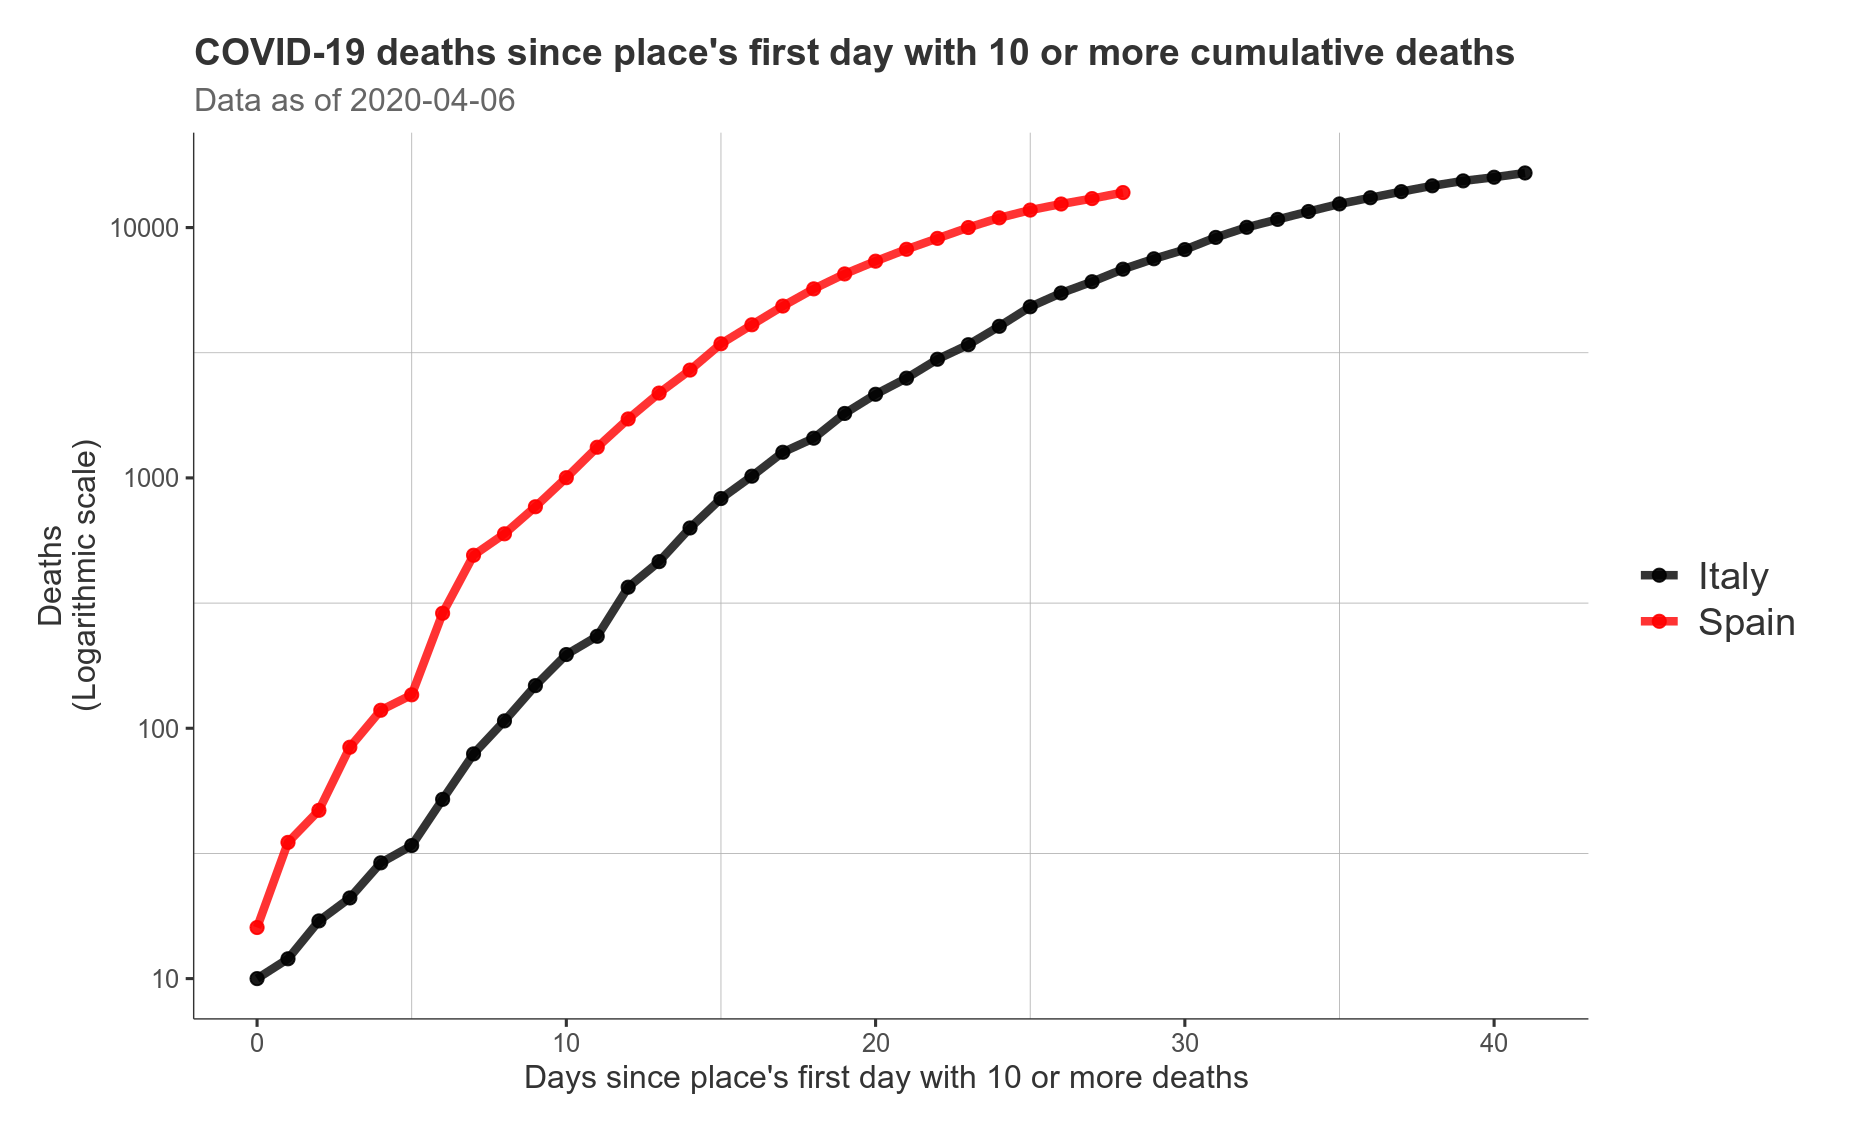 COVID-19 deaths since place's first day with 10 or more cumulative deaths
Data as of 2020-04-06
Deaths
(Logarithmic scale)
10000
1000
100
10
0
10
20
30
40
Days since place's first day with 10 or more deaths
Italy
Spain